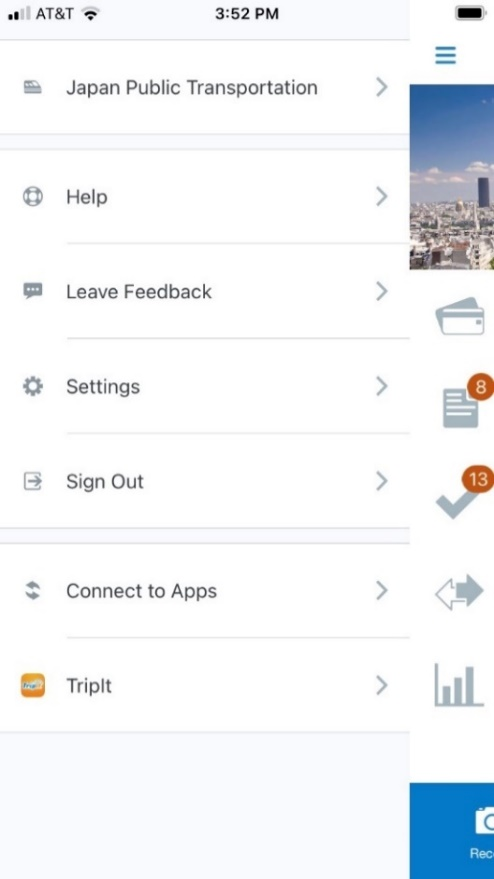 AT&T
3:52 PM
Japan Public Transportation
Help
Leave Feedback
8
Settings
13
Sign Out
Connect to Apps
TripIt